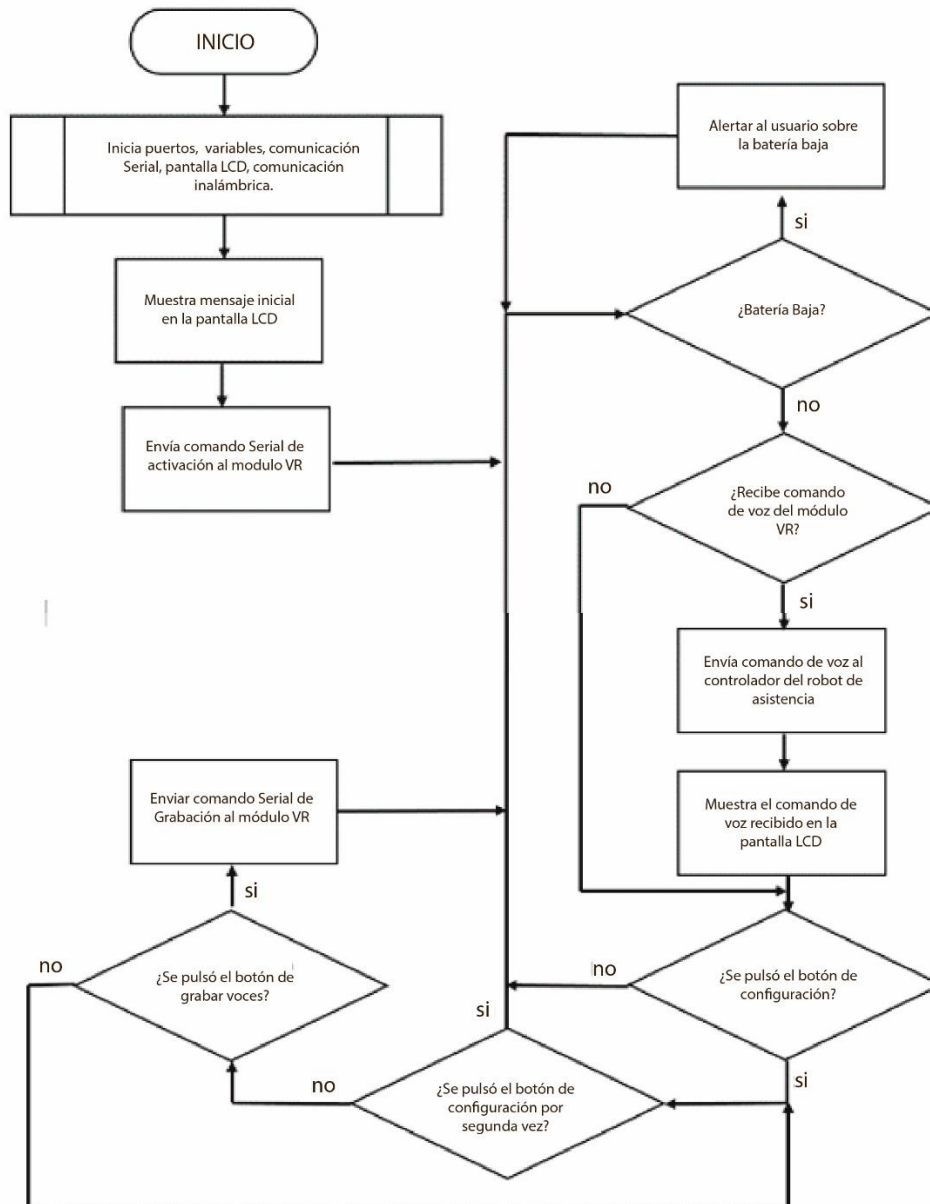 INICIO
Inicia puertos, variables, comunicación
Serial, pantalla LCD, comunicación
inalámbrica.
Muestra mensaje inicial
en la pantalla LCD
Envía comando Serial de
activación al modulo VR
Alertar al usuario sobre
la batería baja
si
¿Batería Baja?
no
¿Recibe comando
de voz del módulo
VR?
no
si
Envía comando de voz al
controlador del robot de
asistencia
Muestra el comando de
voz recibido en la
pantalla LCD
¿Se pulsó el botón de
configuración?
no
si
¿Se pulsó el botón de
configuración por
segunda vez?
si
no
¿Se pulsó el botón de
grabar voces?
no
si
Enviar comando Serial de
Grabación al módulo VR